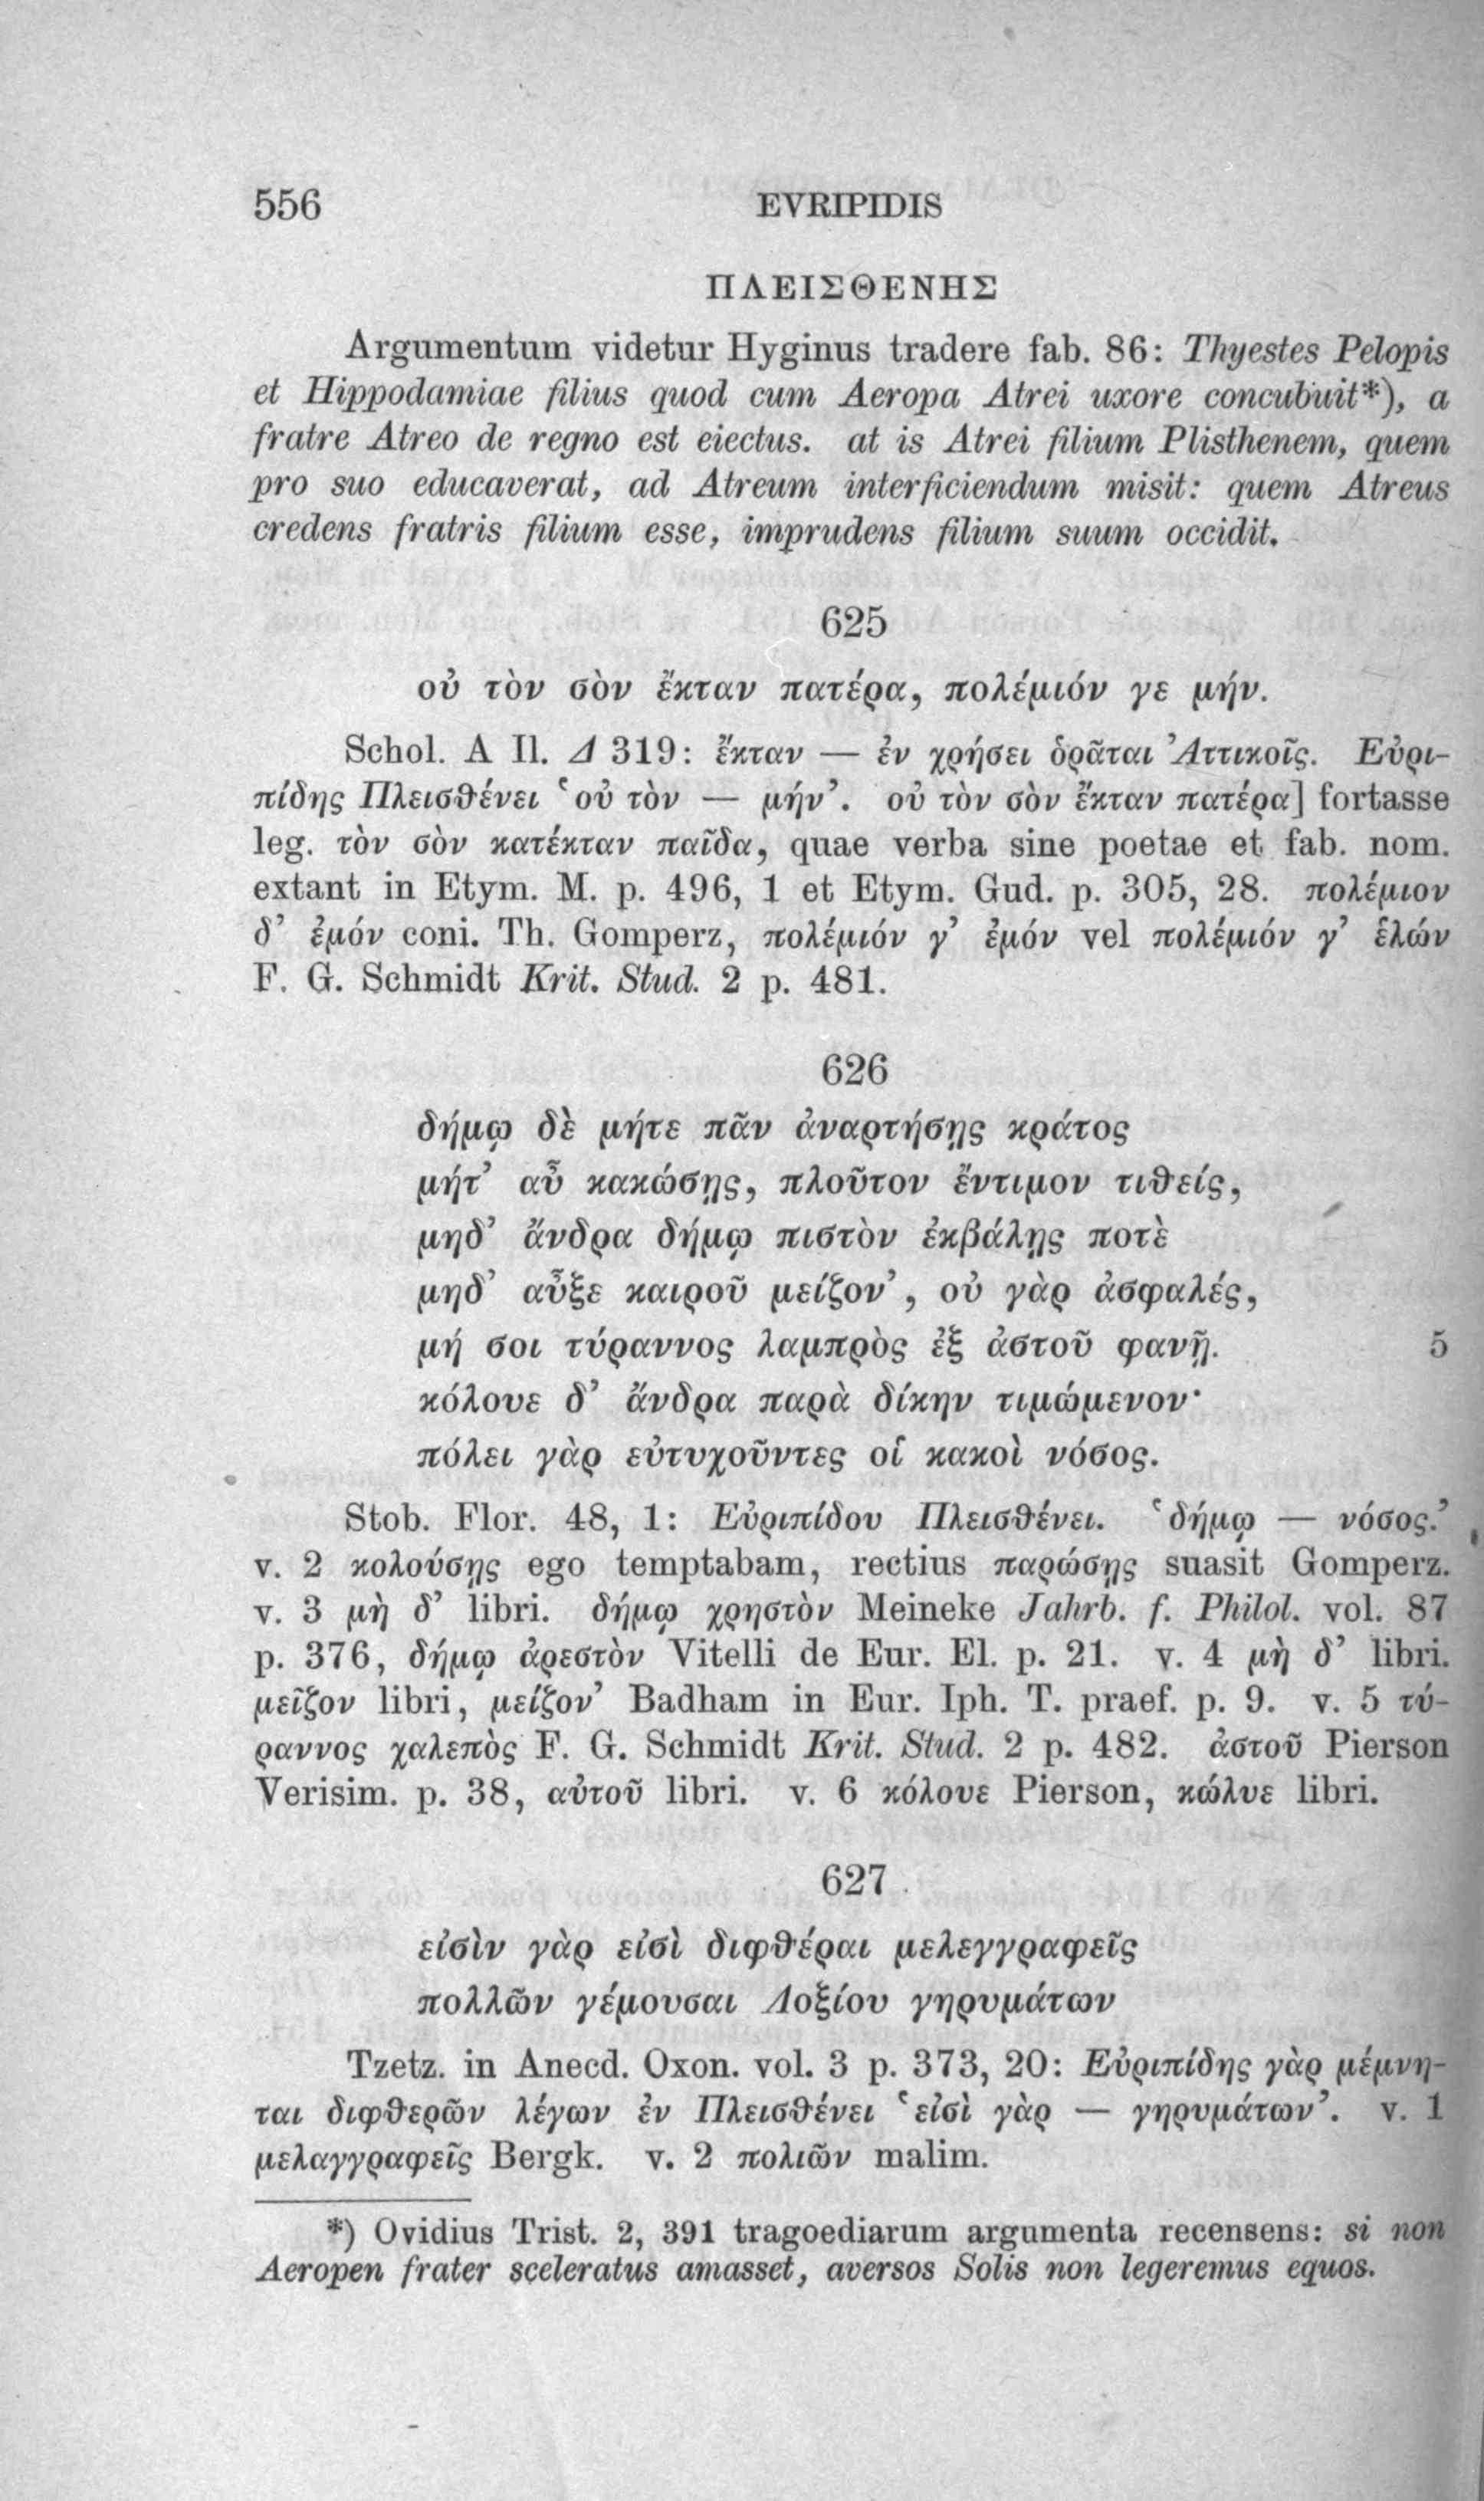 556 EVRIPIDIS
ΠΛΕΙΣΘΕΝΗΣ
Argumentum videtur Hyginus tradere fab. 86: Thyestes Pelopis
et Hippodamiae filius quod cum Aeropa Atrei uxore concubuit*), a
fratre Atreo de regno est eiectus. at is Atrei filium Plisthenem, quem
pro suo educaverat, ad Atreum interficiendum misit: quem Atreus
credens fratris filium esse, imprudens filium suum occidit.
625
οὐ τὸν σὸν ἔκταν πατέρα, πολέμιόν γε μήν.
Schol. A Il. Δ 319: ἔκταν — ἐν χρήσει ὁρᾶται Ἀττικοῖς. Εὐρι-
πίδης Πλεισθένει ‘οὐ τὸν — μήν’. οὐ τὸν σὸν ἔκταν πατέρα] fortasse
leg. τὸν σὸν κατέκταν παῖδα, quae verba sine poetae et fab. nom.
extant in Etym. M. p. 496, 1 et Etym. Gud. p. 305, 28. πολέμιον
δ’ ἐμόν coni. Th. Gomperz, πολέμιόν γ’ ἐμόν vel πολέμιόν γ’ ἑλών
F. G. Schmidt Krit. Stud. 2 p. 481.
626
δήμῳ δὲ μήτε πᾶν ἀναρτήσῃς κράτος
μήτ’ αὖ κακώσῃς, πλοῦτον ἔντιμον τιθείς,
μηδ’ ἄνδρα δήμῳ πιστὸν ἐκβάλῃς ποτὲ
μηδ’ αὖξε καιροῦ μείζον’, οὐ γὰρ ἀσφαλές,
μή σοι τύραννος λαμπρὸς ἐξ ἀστοῦ φανῇ. 5
κόλουε δ’ ἄνδρα παρὰ δίκην τιμώμενον·
πόλει γὰρ εὐτυχοῦντες οἱ κακοὶ νόσος.
Stob. Flor. 48, 1: Εὐριπίδου Πλεισθένει. ‘δήμῳ — νόσος.’
v. 2 κολούσῃς ego temptabam, rectius παρώσῃς suasit Gomperz.
v. 3 μὴ δ’ libri. δήμῳ χρηστὸν Meineke Jahrb. f. Philol. vol. 87
p. 376, δήμῳ ἀρεστὸν Vitelli de Eur. El. p. 21. v. 4 μὴ δ’ libri.
μεῖζον libri, μείζον’ Badham in Eur. Iph. T. praef. p. 9. v. 5 τύ-
ραννος χαλεπὸς F. G. Schmidt Krit. Stud. 2 p. 482. ἀστοῦ Pierson
Verisim. p. 38, αὐτοῦ libri. v. 6 κόλουε Pierson, κώλυε libri.
627
εἰσὶν γὰρ εἰσὶ διφθέραι μελεγγραφεῖς
πολλῶν γέμουσαι Λοξίου γηρυμάτων
Tzetz. in Anecd. Oxon. vol. 3 p. 373, 20: Εὐριπίδης γὰρ μέμνη-
ται διφθερῶν λέγων ἐν Πλεισθένει ‘εἰσὶ γὰρ — γηρυμάτων’. v. 1
μελαγγραφεῖς Bergk. v. 2 πολιῶν malim.
*) Ovidius Trist. 2, 391 tragoediarum argumenta recensens: si non
Aeropen frater sceleratus amasset, aversos Solis non legeremus equos.